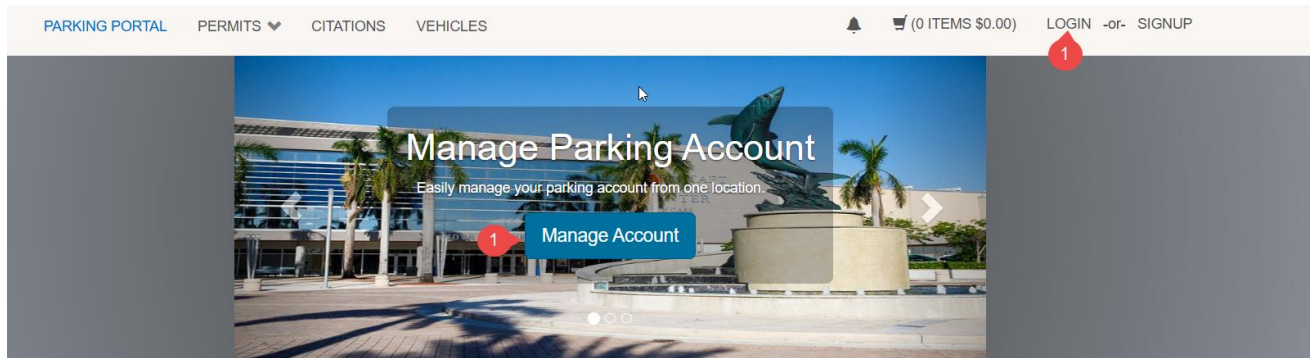 PARKING PORTAL PERMITS CITATIONS VEHICLES (0 ITEMS $0.00) LOGIN -or- SIGNUP
1
Manage Parking Account
Easily manage your parking account from one location.
1 Manage Account